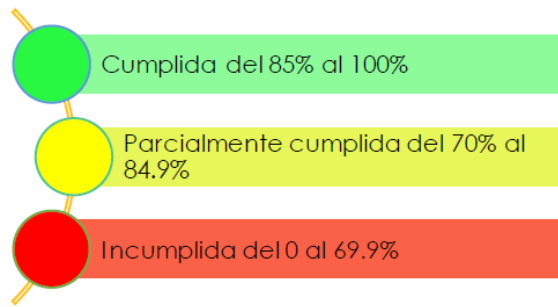 Cumplida del 85% al 100%
Parcialmente cumplida del 70% al
84.9%
Incumplida del 0 al 69.9%